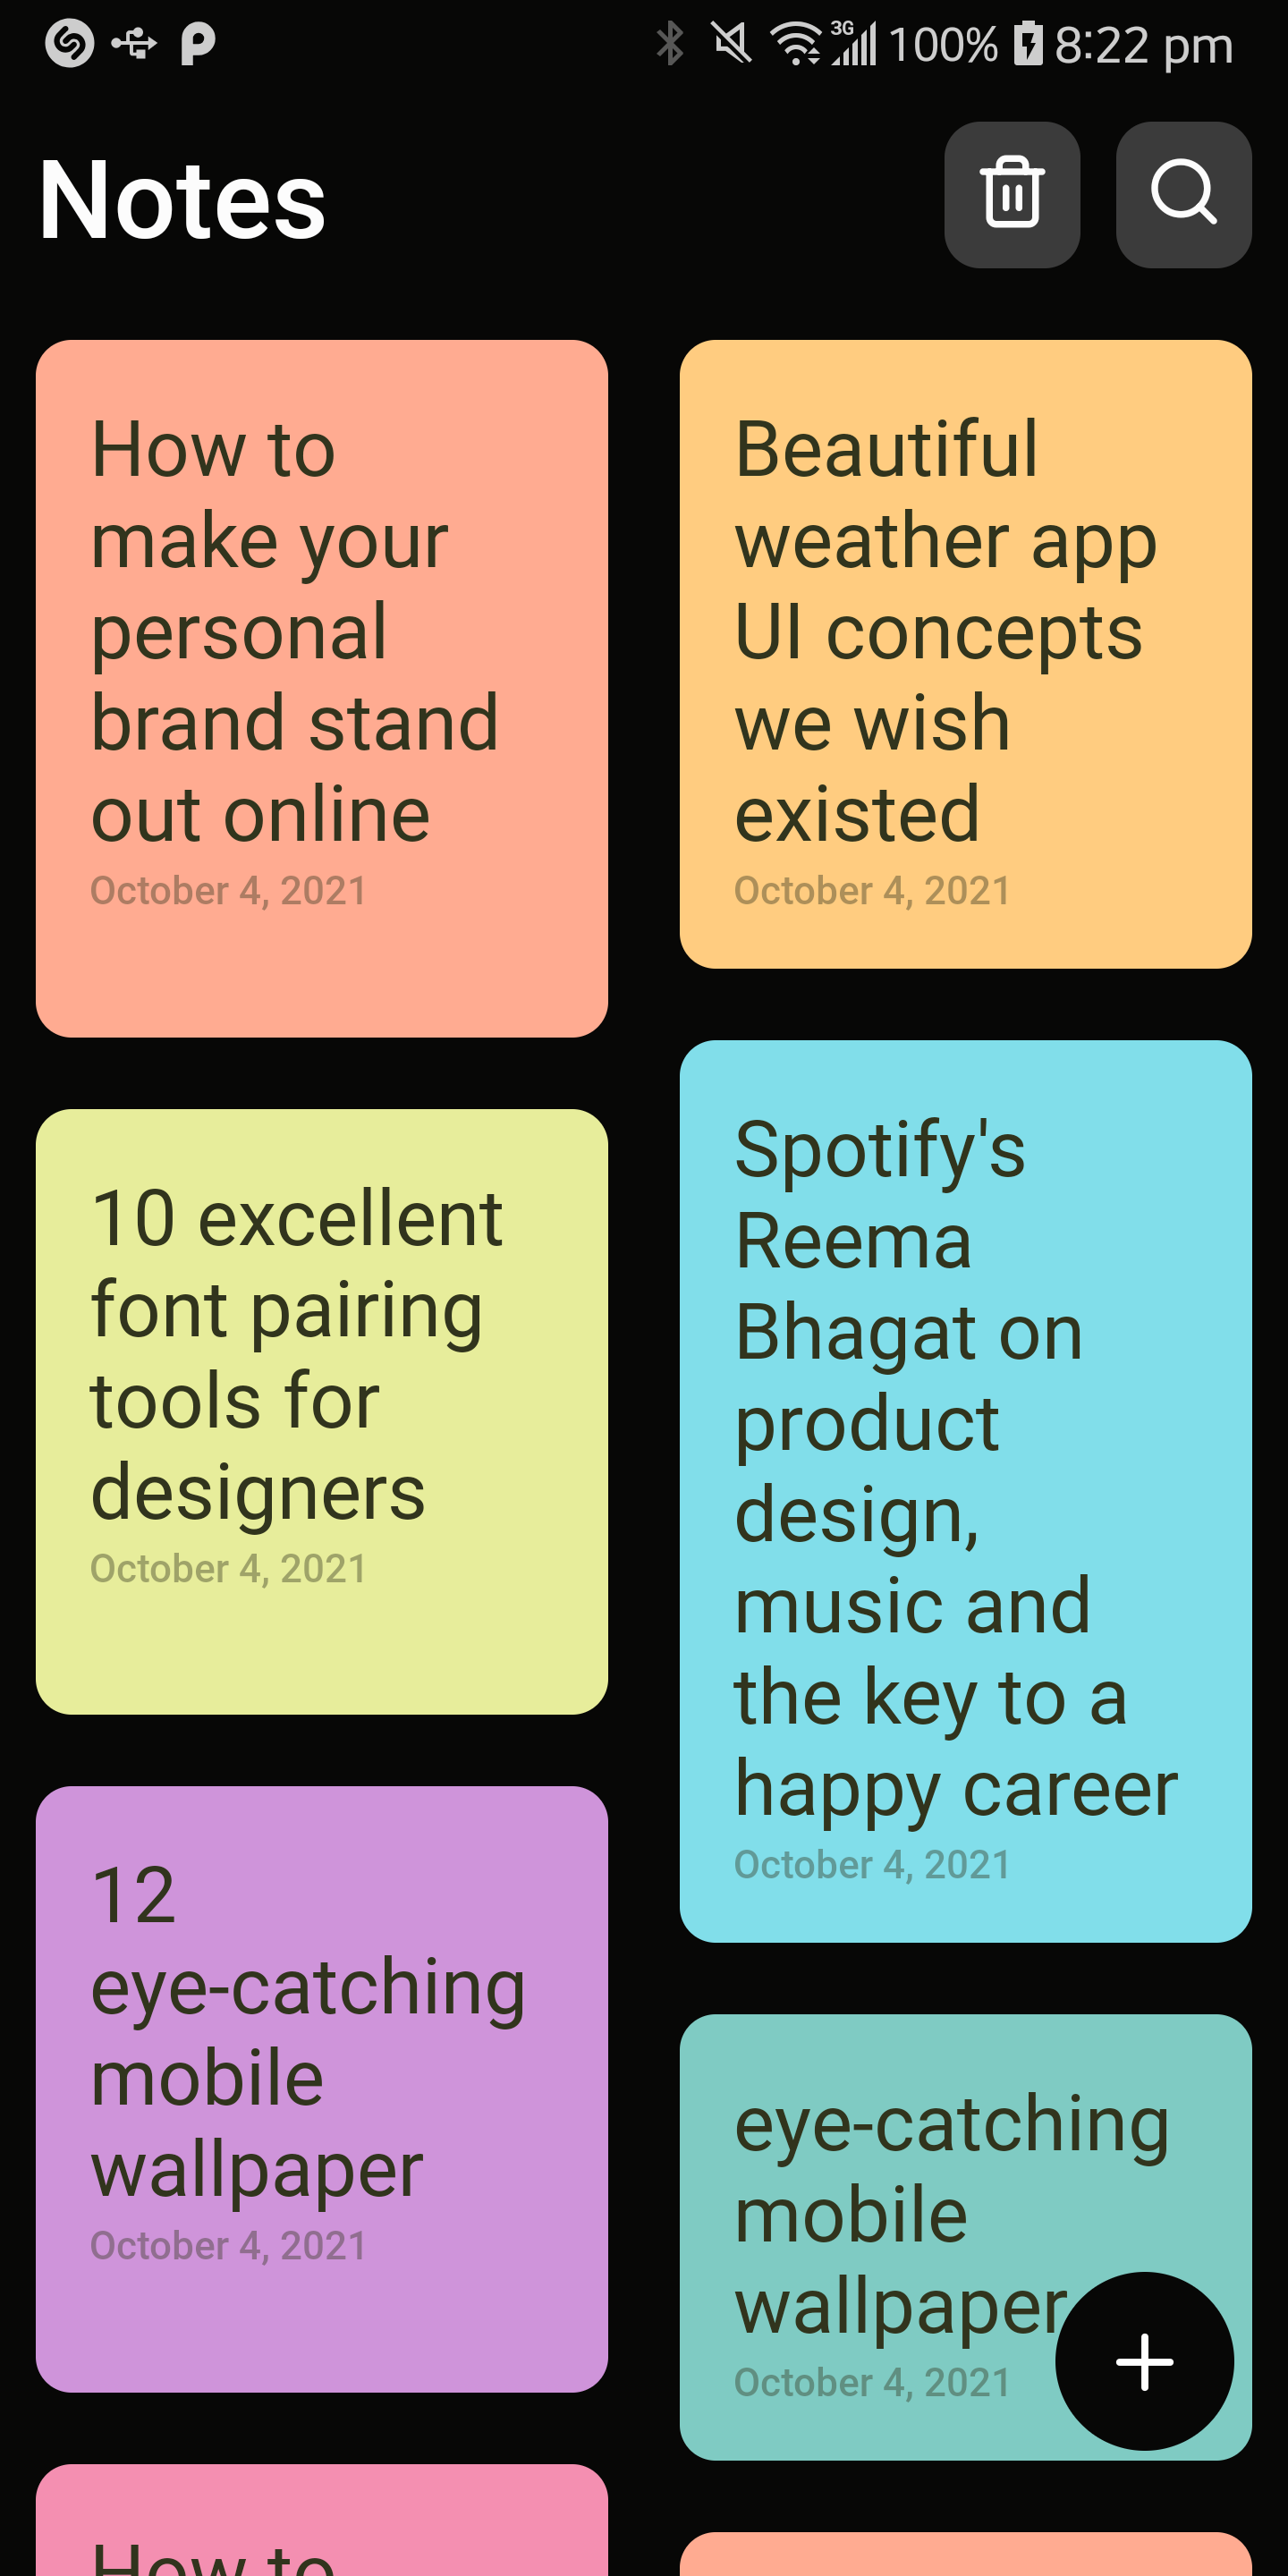 3G 100% 8:22 pm
Notes
How to
make your
personal
brand stand
out online
October 4, 2021
Beautiful
weather app
UI concepts
we wish
existed
October 4, 2021
10 excellent
font pairing
tools for
designers
October 4, 2021
Spotify's
Reema
Bhagat on
product
design,
music and
the key to a
happy career
October 4, 2021
12
eye-catching
mobile
wallpaper
October 4, 2021
eye-catching
mobile
wallpaper
October 4, 2021
How to